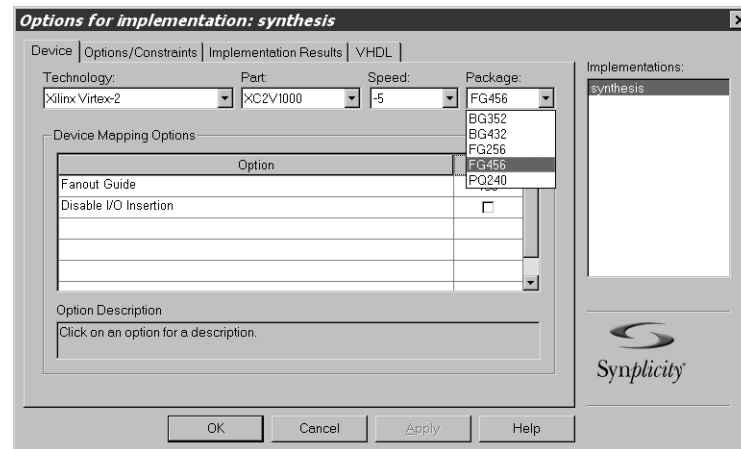 Options for implementation: synthesis
Device Options/Constraints Implementation Results VHDL
Technology: Part: Speed: Package:
Xilinx Virtex-2 XC2V1000 -5 FG456
BG352
BG432
FG256
FG456
PQ240
Device Mapping Options
Option
Fanout Guide
Disable I/O Insertion
Option Description
Click on an option for a description.
OK Cancel Apply Help
Implementations:
synthesis
Synplicity